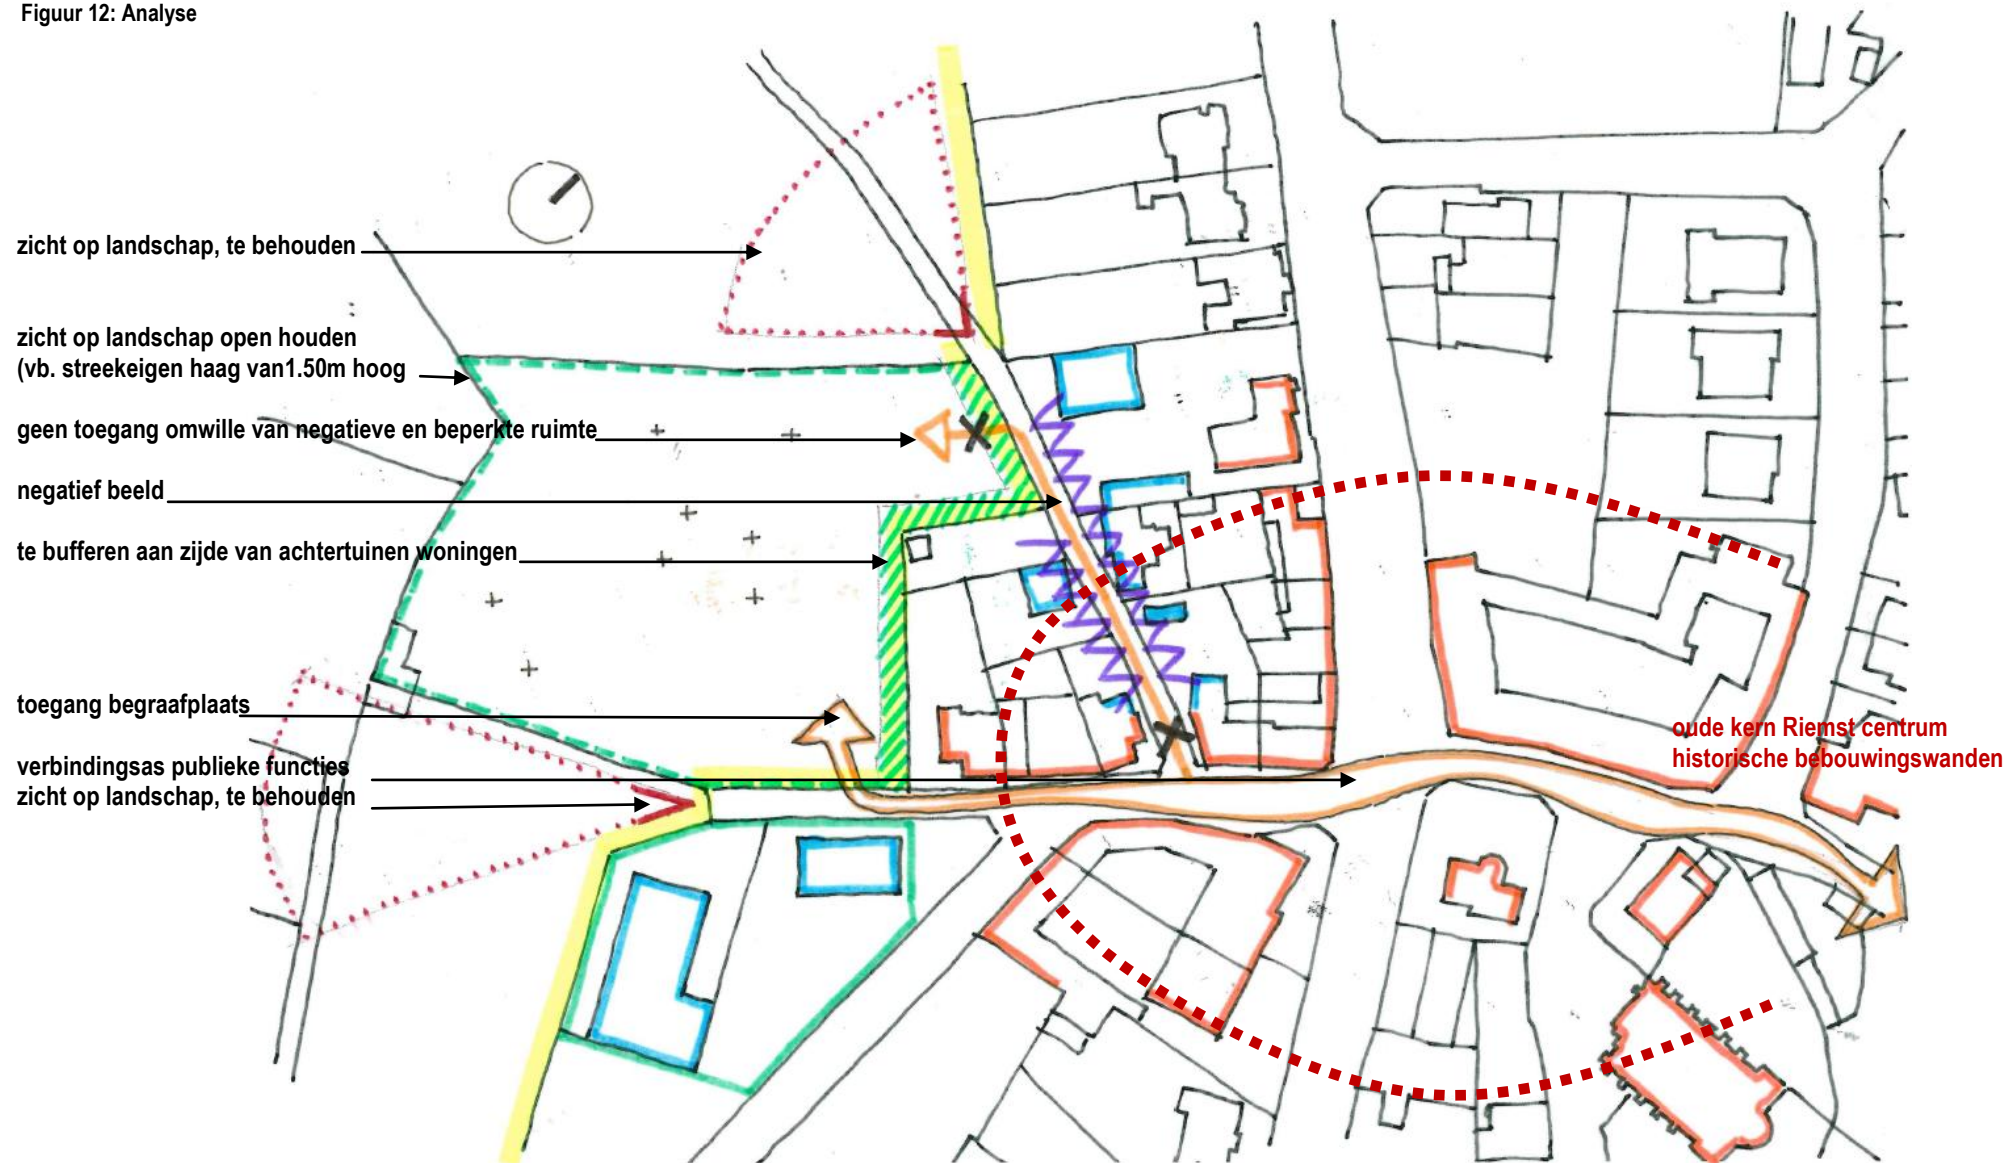 Figuur 12: Analyse
zicht op landschap, te behouden
zicht op landschap open houden
(vb. streekeigen haag van1.50m hoog
geen toegang omwille van negatieve en beperkte ruimte
negatief beeld
te bufferen aan zijde van achtertuinen woningen
toegang begraafplaats
verbindingsas publieke functies
zicht op landschap, te behouden
oude kern Riemst centrum
historische bebouwingswanden